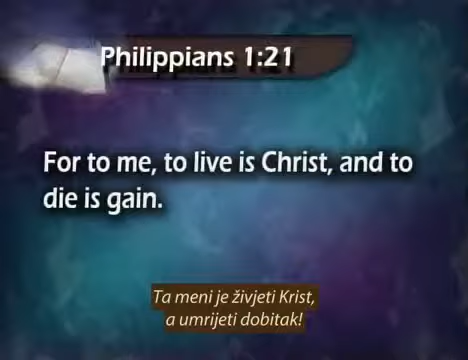 Philippians 1:21
For to me, to live is Christ, and to
die is gain.
Ta meni je živjeti Krist,
a umrijeti dobitak!